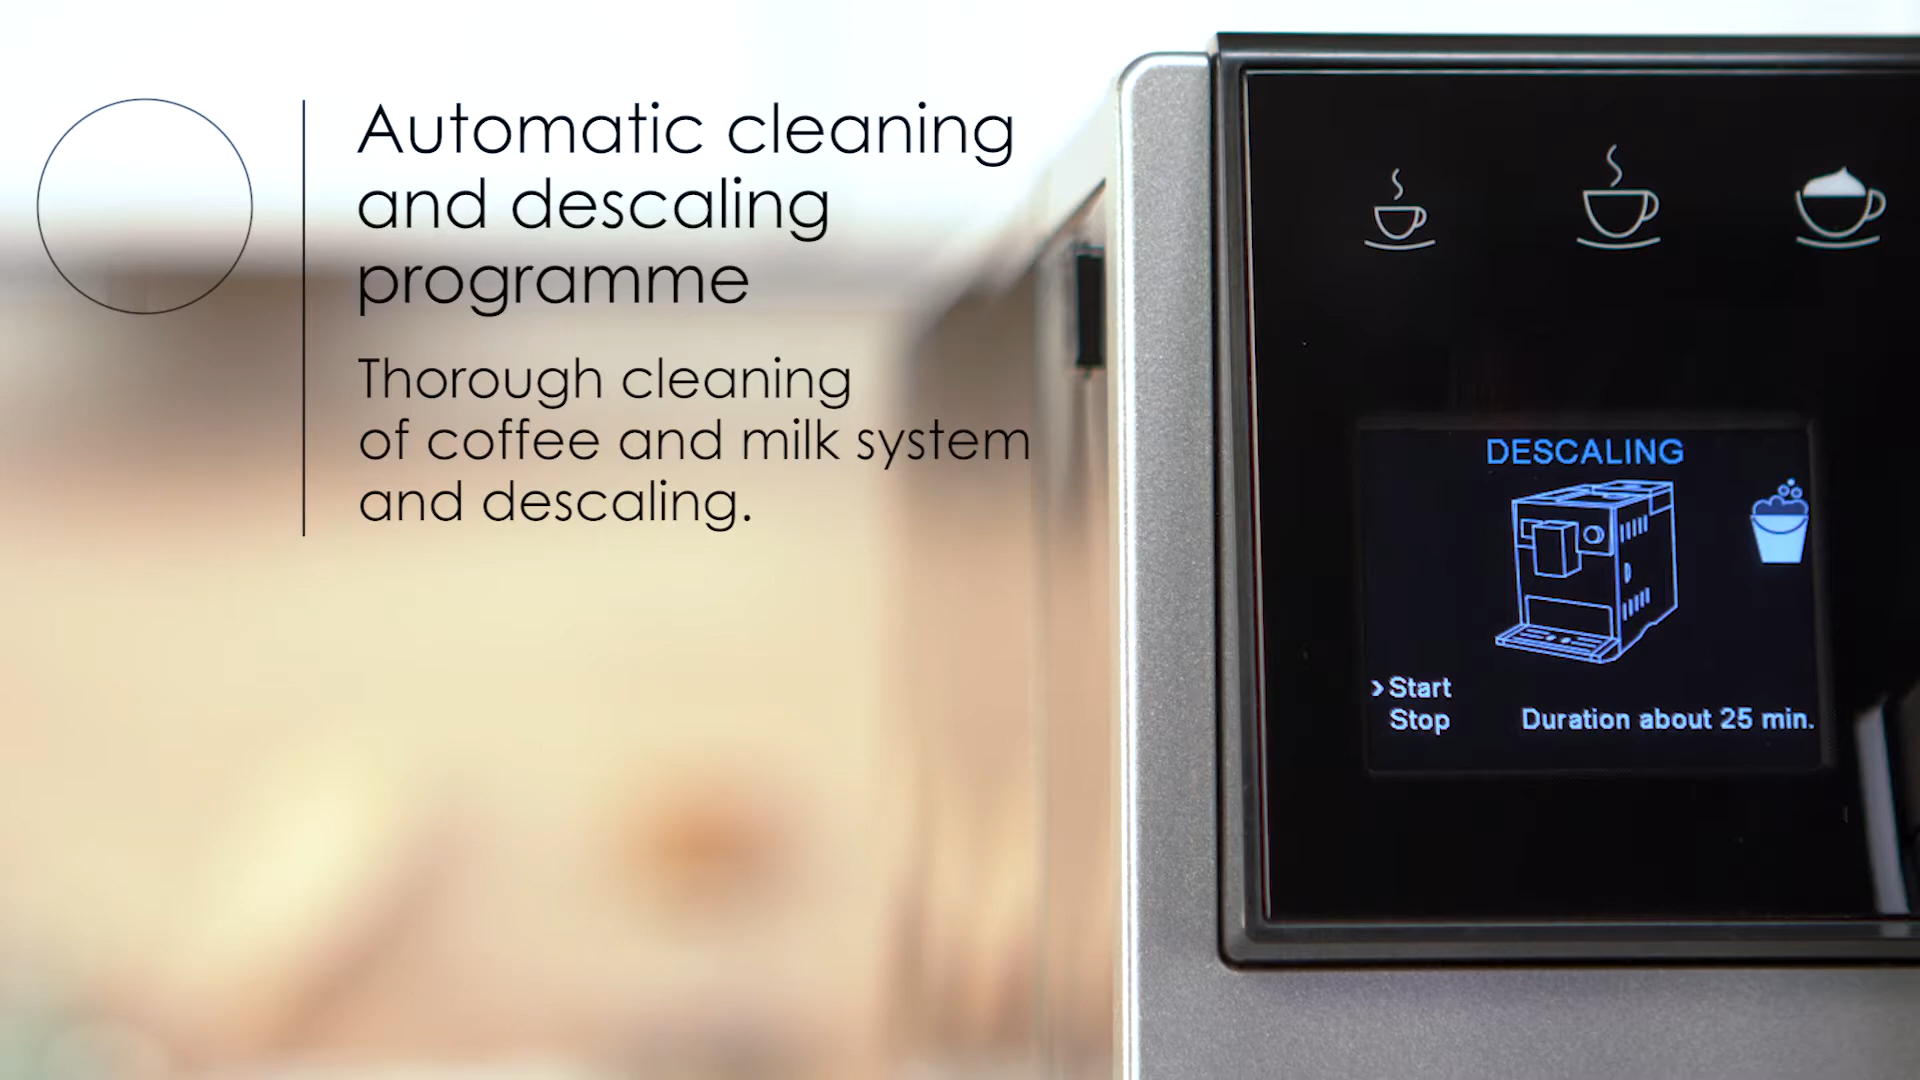 Automatic cleaning
and descaling
programme
Thorough cleaning
of coffee and milk system
and descaling.
DESCALING
› Start
Stop
Duration about 25 min.